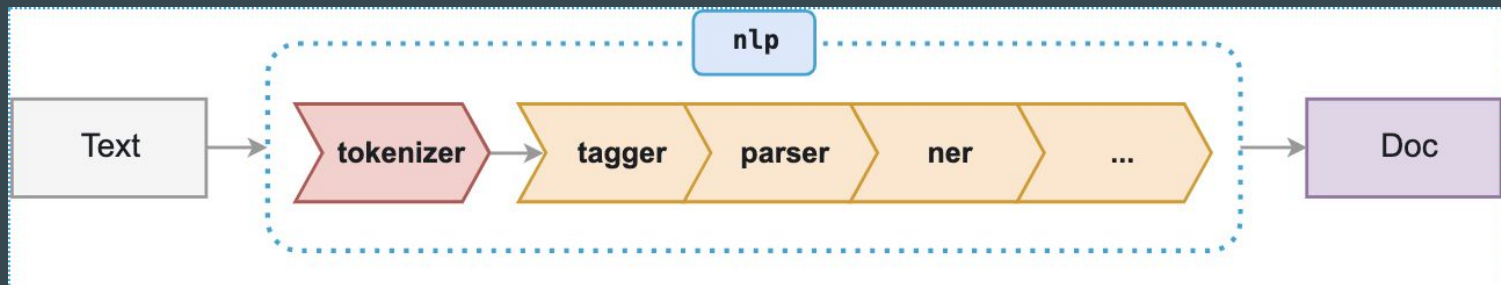 nlp
Text
tokenizer
tagger
parser
ner
...
Doc